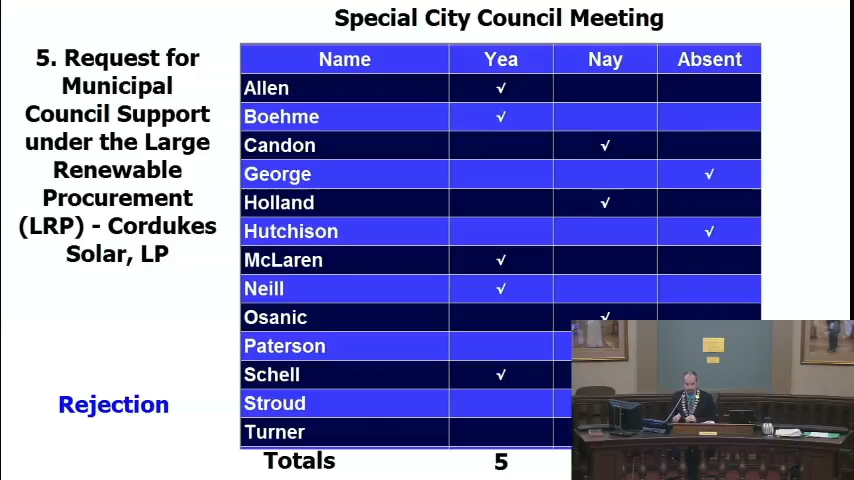 Special City Council Meeting
5. Request for
Municipal
Council Support
under the Large
Renewable
Procurement
(LRP) - Cordukes
Solar, LP
Rejection
Name Yea Nay Absent
Allen √
Boehme √
Candon √
George √
Holland √
Hutchison √
McLaren √
Neill √
Osanic √
Paterson
Schell √
Stroud
Turner
Totals 5